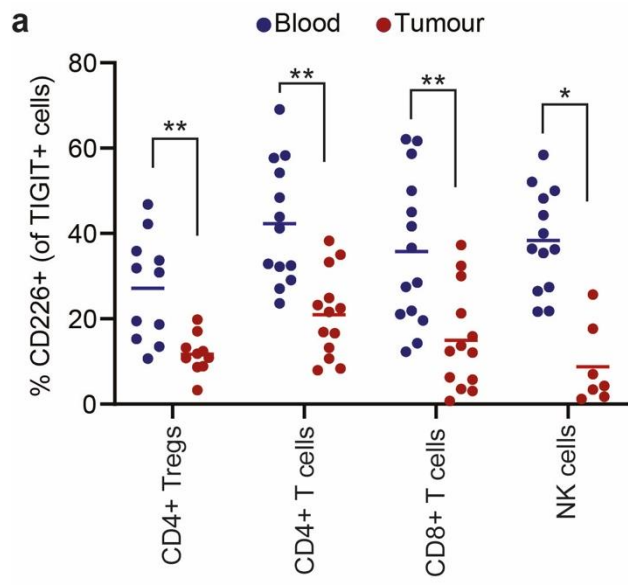 a
Blood Tumour
% CD226+ (of TIGIT+ cells)
80
60
40
20
0
** ** ** *
CD4+ Tregs
CD4+ T cells
CD8+ T cells
NK cells